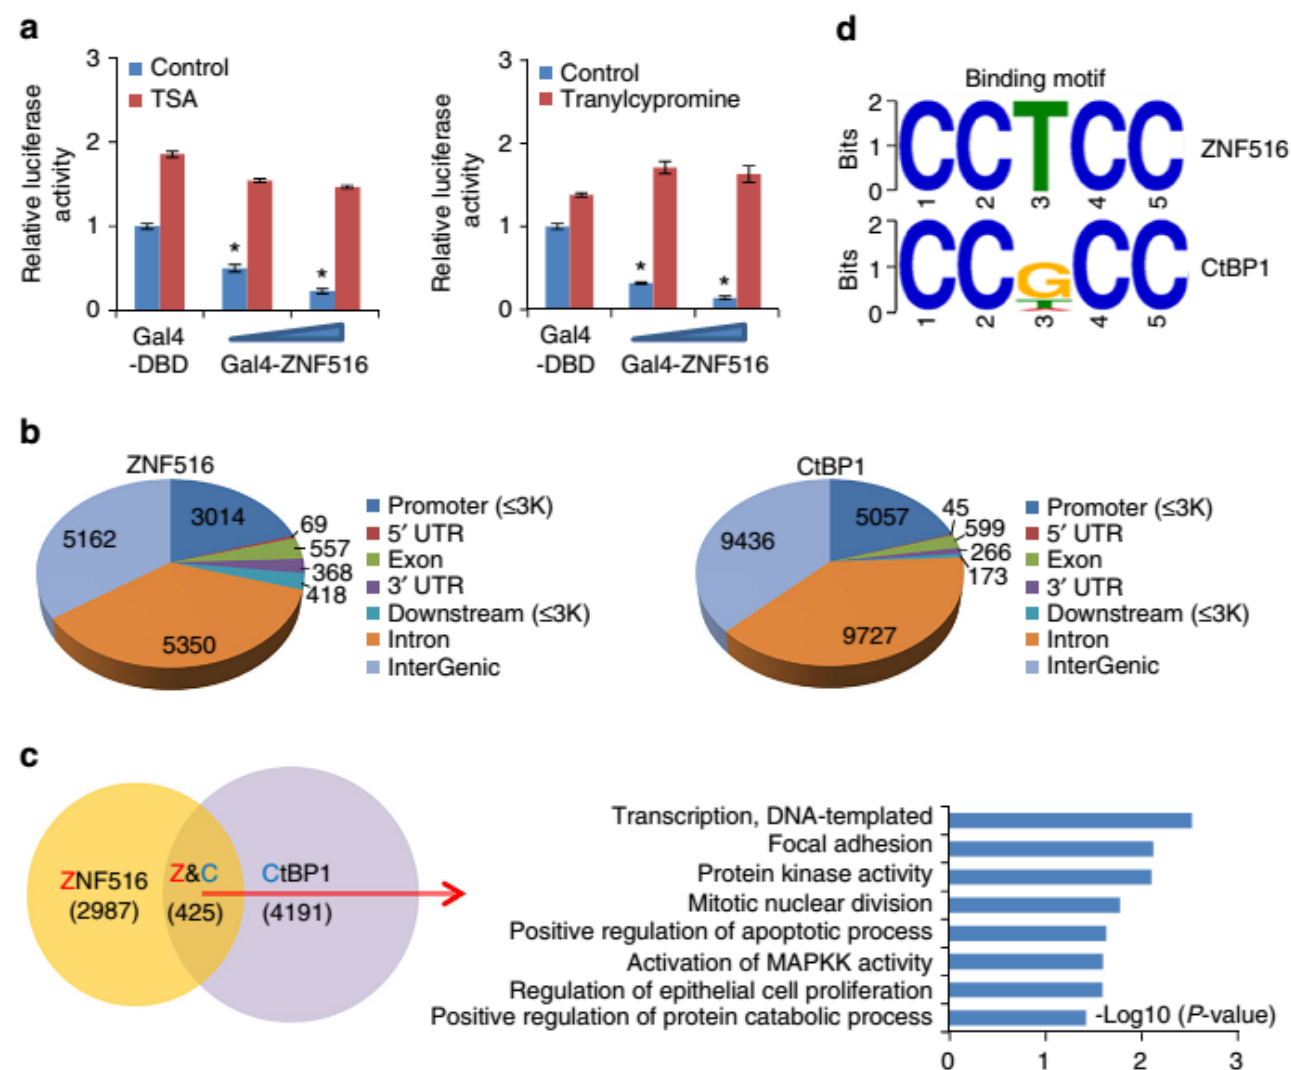 a
Relative luciferase
activity
3
2
1
0
Control
TSA
*
*
Gal4
-DBD
Gal4-ZNF516
Relative luciferase
activity
3
2
1
0
Control
Tranylcypromine
*
*
Gal4
-DBD
Gal4-ZNF516
d
Binding motif
Bits
2
1
0
CCTCC
1 2 3 4 5
ZNF516
Bits
2
1
0
CCGCC
1 2 3 4 5
CtBP1
b
ZNF516
3014
69
557
368
418
5350
5162
Promoter (≤3K)
5′ UTR
Exon
3′ UTR
Downstream (≤3K)
Intron
InterGenic
CtBP1
5057
45
599
266
173
9727
9436
Promoter (≤3K)
5′ UTR
Exon
3′ UTR
Downstream (≤3K)
Intron
InterGenic
c
ZNF516
(2987)
Z&C
(425)
CtBP1
(4191)
Transcription, DNA-templated
Focal adhesion
Protein kinase activity
Mitotic nuclear division
Positive regulation of apoptotic process
Activation of MAPKK activity
Regulation of epithelial cell proliferation
Positive regulation of protein catabolic process
-Log10 (P-value)
0 1 2 3